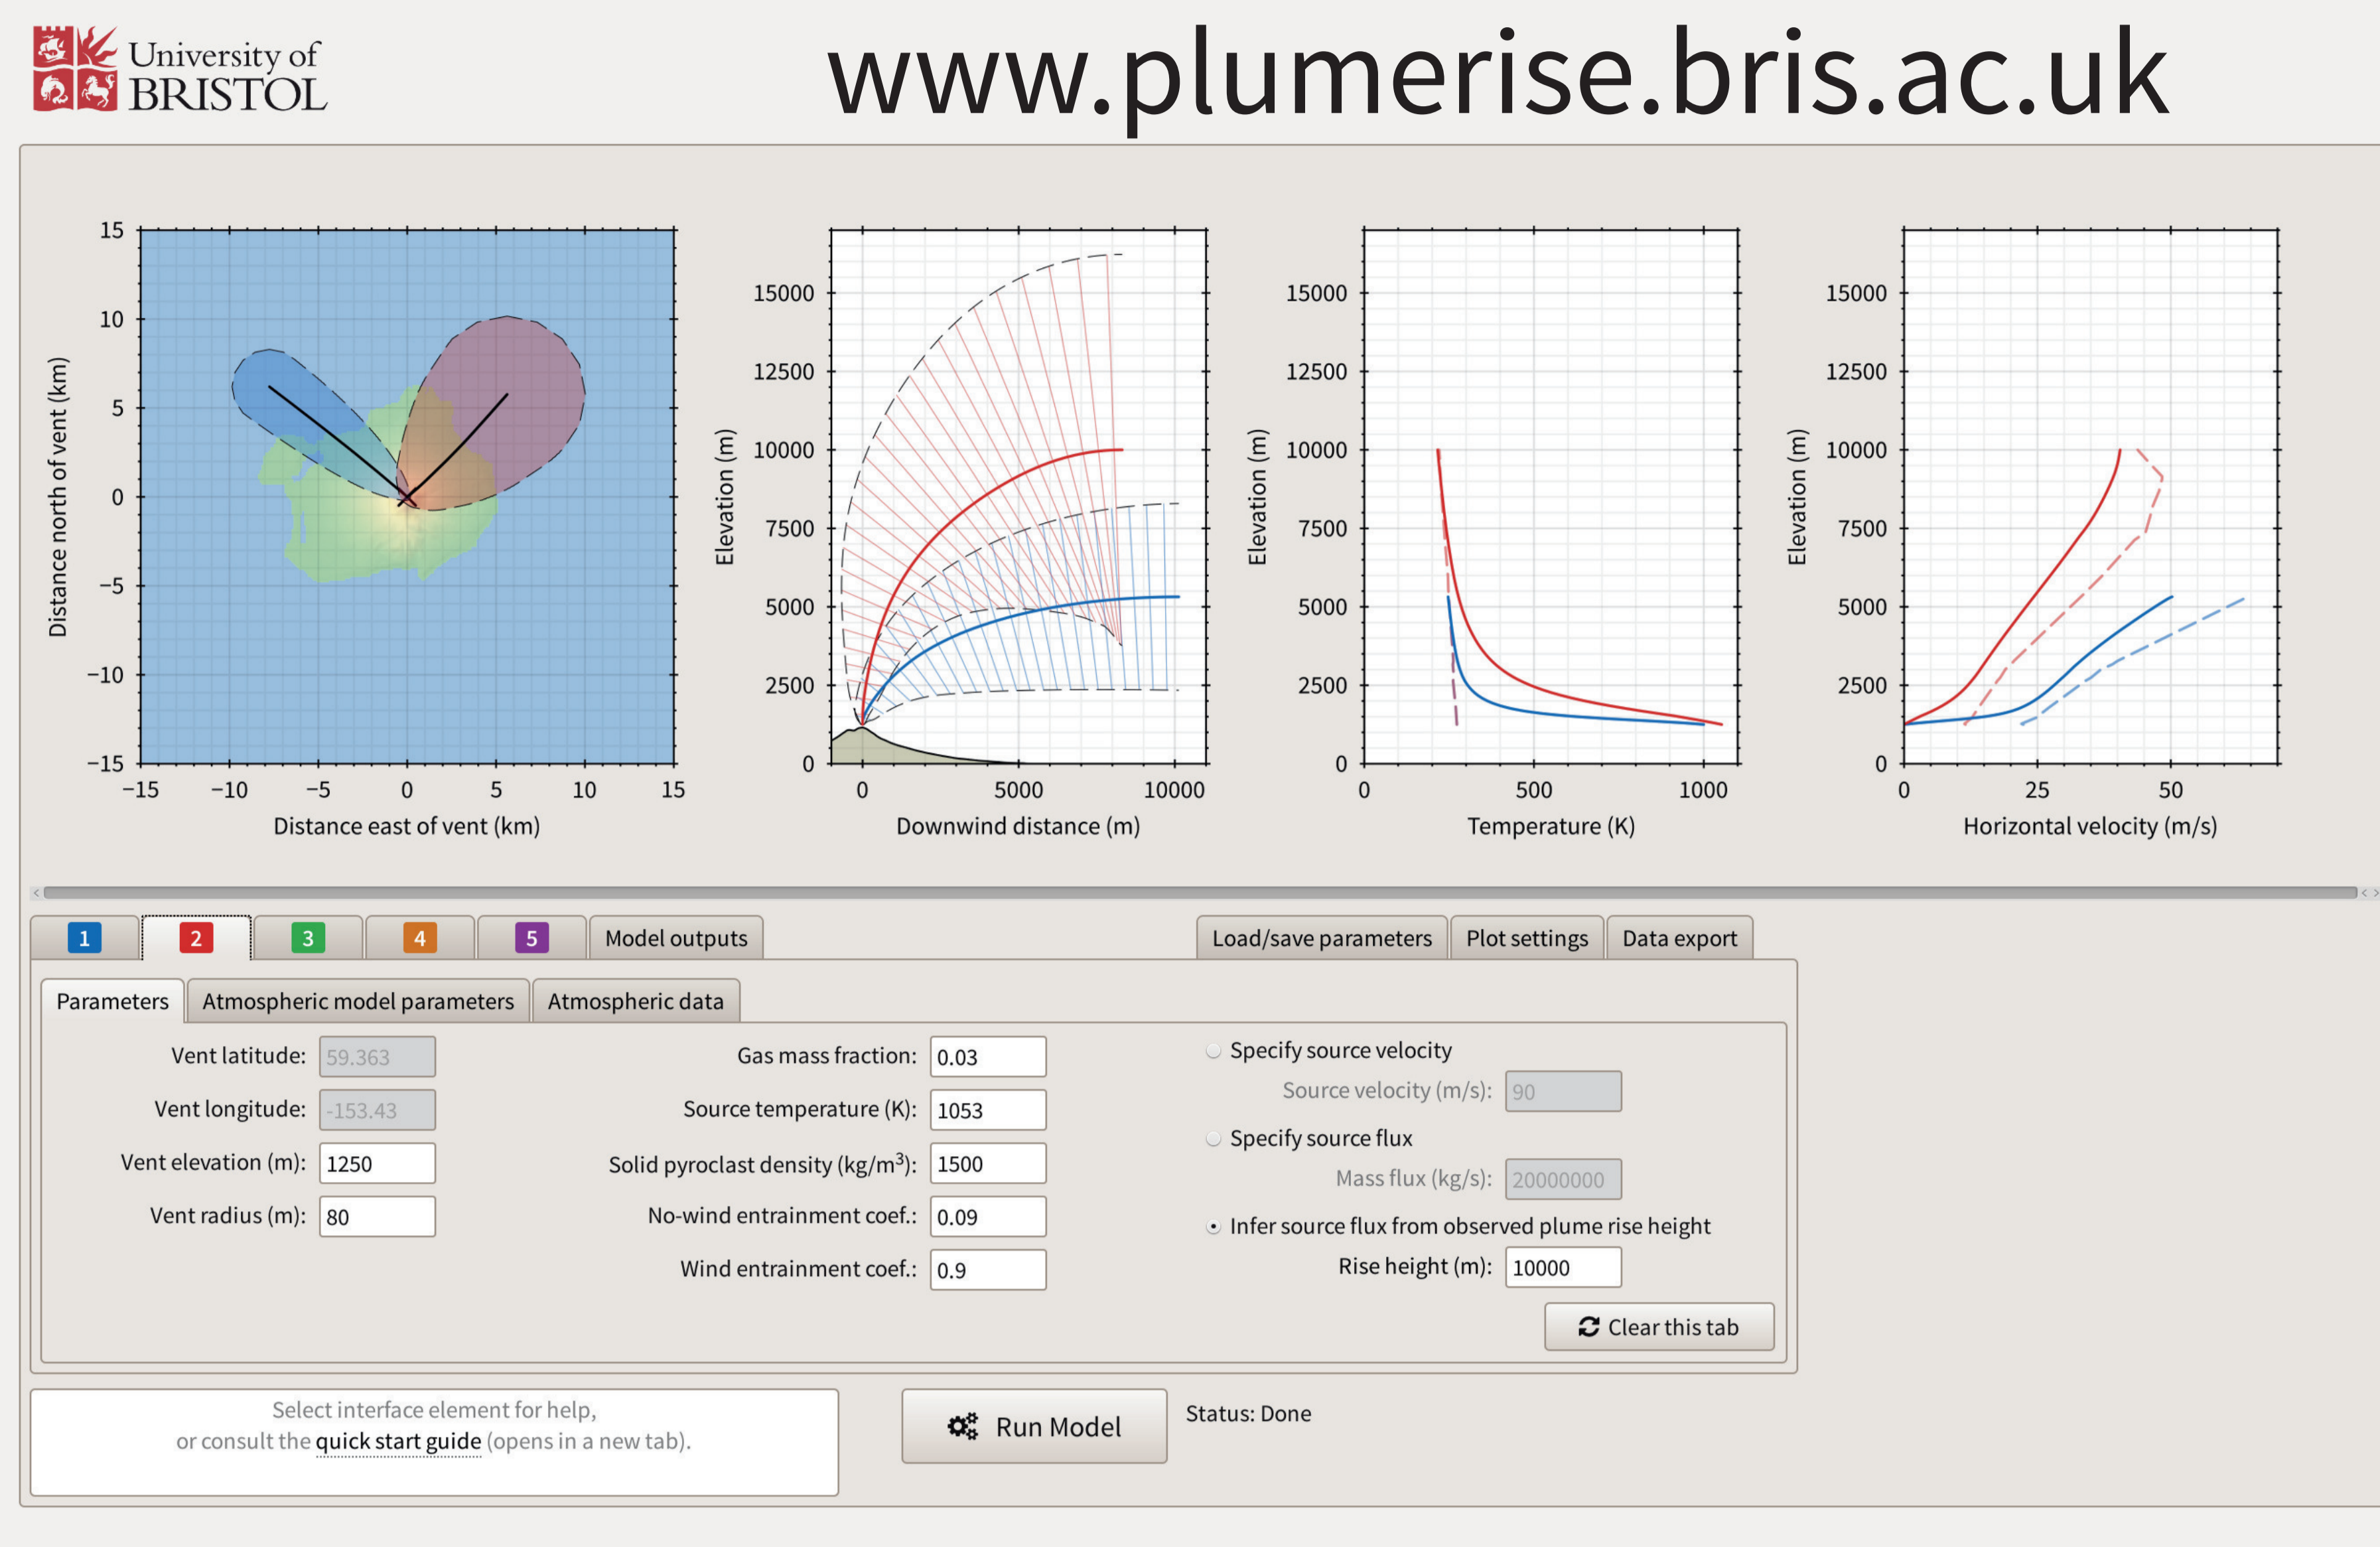 University of
BRISTOL
www.plumerise.bris.ac.uk
15
10
5
0
−5
−10
−15
−15 −10 −5 0 5 10 15
Distance north of vent (km)
Distance east of vent (km)
15000
12500
10000
7500
5000
2500
0
0 5000 10000
Elevation (m)
Downwind distance (m)
15000
12500
10000
7500
5000
2500
0
0 500 1000
Elevation (m)
Temperature (K)
15000
12500
10000
7500
5000
2500
0
0 25 50
Elevation (m)
Horizontal velocity (m/s)
1 2 3 4 5 Model outputs Load/save parameters Plot settings Data export
Parameters Atmospheric model parameters Atmospheric data
Vent latitude: 59.363
Vent longitude: -153.43
Vent elevation (m): 1250
Vent radius (m): 80
Gas mass fraction: 0.03
Source temperature (K): 1053
Solid pyroclast density (kg/m³): 1500
No-wind entrainment coef.: 0.09
Wind entrainment coef.: 0.9
Specify source velocity
Source velocity (m/s): 90
Specify source flux
Mass flux (kg/s): 20000000
Infer source flux from observed plume rise height
Rise height (m): 10000
Clear this tab
Select interface element for help,
or consult the quick start guide (opens in a new tab).
Run Model
Status: Done